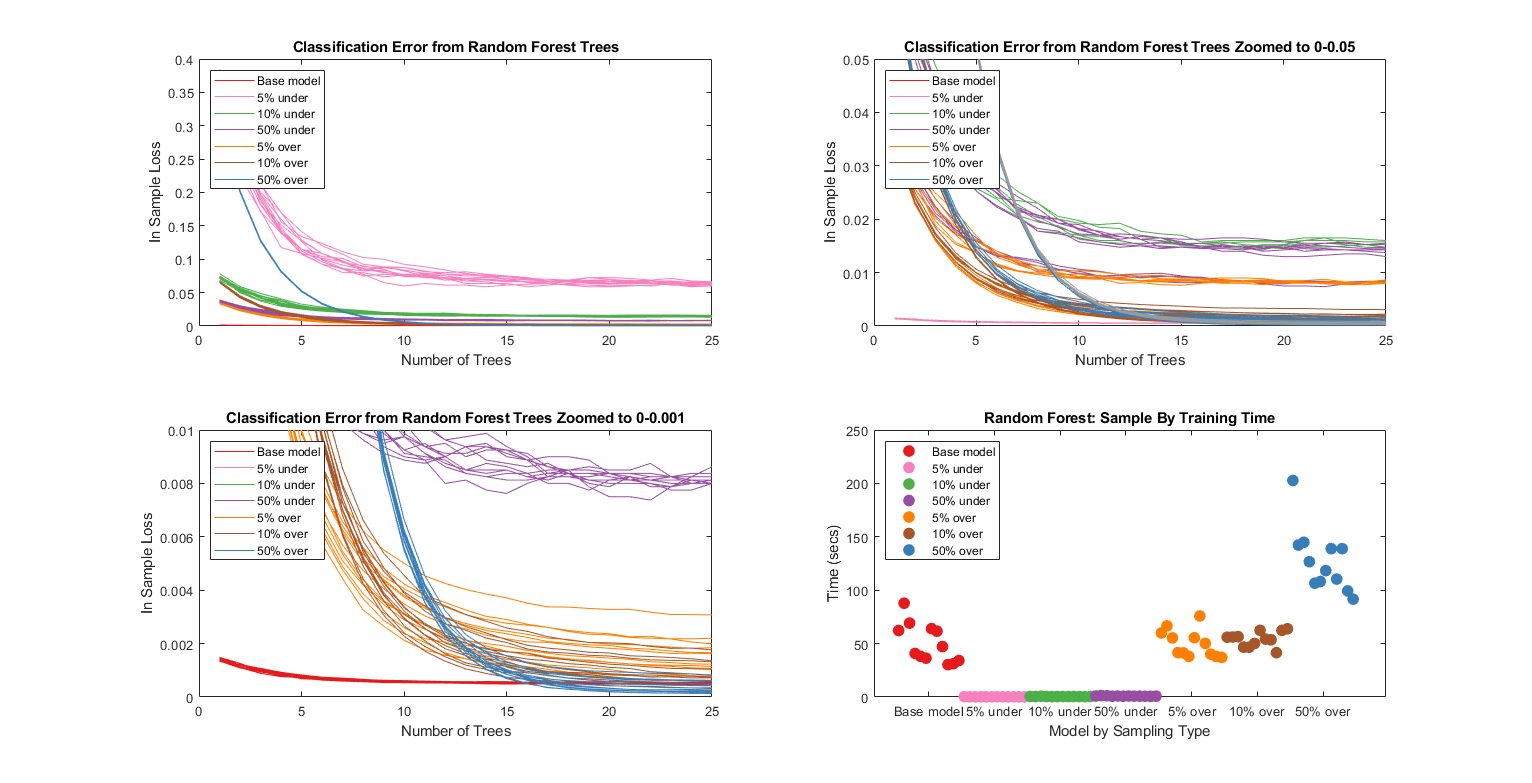 Classification Error from Random Forest Trees
0.4
0.35
0.3
0.25
0.2
0.15
0.1
0.05
0
In Sample Loss
Base model
5% under
10% under
50% under
5% over
10% over
50% over
0 5 10 15 20 25
Number of Trees
Classification Error from Random Forest Trees Zoomed to 0-0.05
0.05
0.04
0.03
0.02
0.01
0
In Sample Loss
Base model
5% under
10% under
50% under
5% over
10% over
50% over
0 5 10 15 20 25
Number of Trees
Classification Error from Random Forest Trees Zoomed to 0-0.001
0.01
0.008
0.006
0.004
0.002
0
In Sample Loss
Base model
5% under
10% under
50% under
5% over
10% over
50% over
0 5 10 15 20 25
Number of Trees
Random Forest: Sample By Training Time
250
200
150
100
50
0
Time (secs)
Base model
5% under
10% under
50% under
5% over
10% over
50% over
Base model 5% under 10% under 50% under 5% over 10% over 50% over
Model by Sampling Type